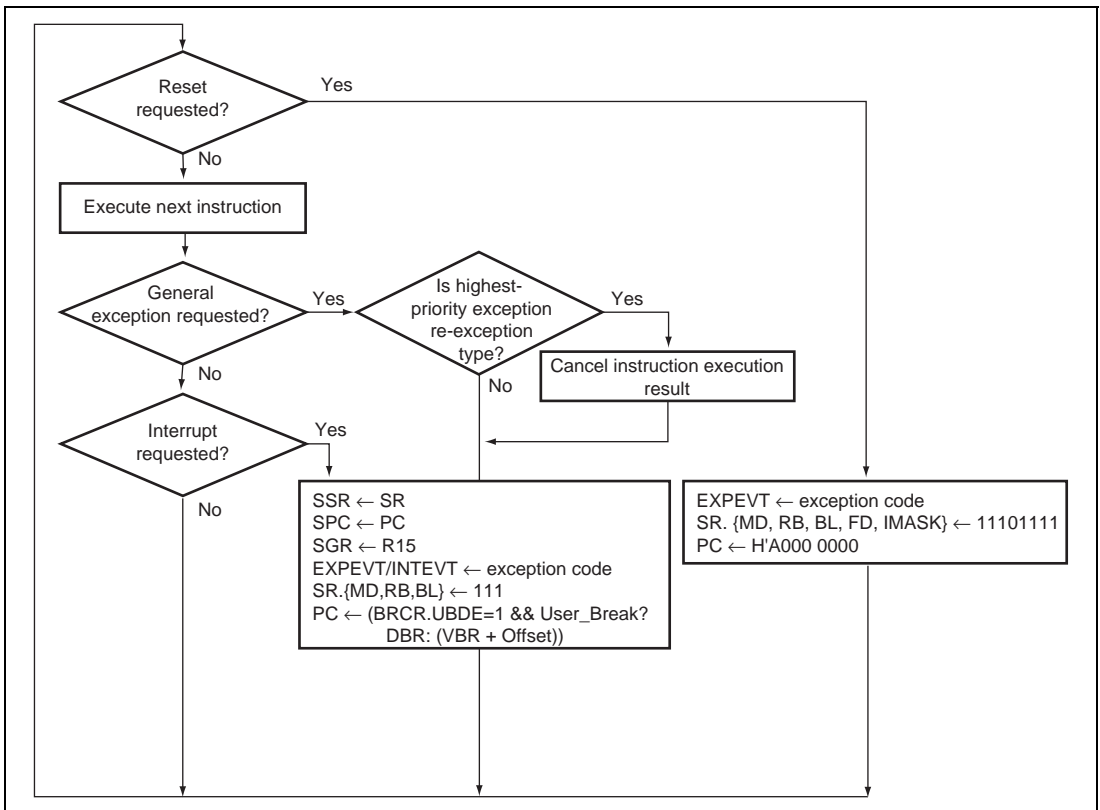 Reset
requested?
Yes
No
Execute next instruction
General
exception requested?
Yes
No
Is highest-
priority exception
re-exception
type?
Yes
No
Cancel instruction execution
result
Interrupt
requested?
Yes
No
SSR ← SR
SPC ← PC
SGR ← R15
EXPEVT/INTEVT ← exception code
SR.{MD,RB,BL} ← 111
PC ← (BRCR.UBDE=1 && User_Break?
DBR: (VBR + Offset))
EXPEVT ← exception code
SR. {MD, RB, BL, FD, IMASK} ← 11101111
PC ← H'A000 0000